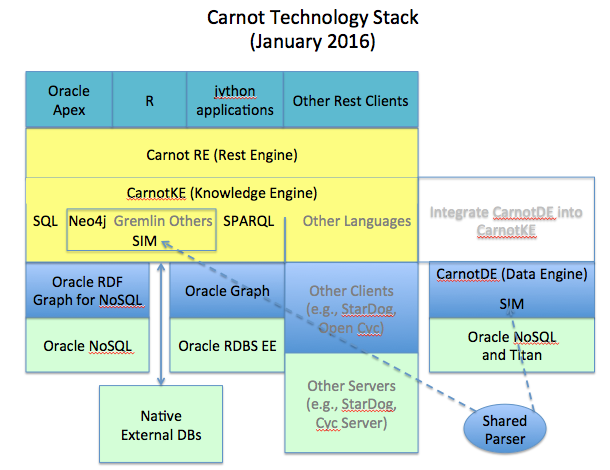 Carnot Technology Stack
(January 2016)
Oracle
Apex
R
jython
applications
Other Rest Clients
Carnot RE (Rest Engine)
CarnotKE (Knowledge Engine)
SQL
Neo4j Gremlin Others
SIM
SPARQL
Other Languages
Integrate CarnotDE into
CarnotKE
Oracle RDF
Graph for NoSQL
Oracle Graph
Other Clients
(e.g., StarDog,
Open Cyc)
CarnotDE (Data Engine)
SIM
Oracle NoSQL
Oracle RDBS EE
Other Servers
(e.g., StarDog,
Cyc Server)
Oracle NoSQL
and Titan
Native
External DBs
Shared
Parser